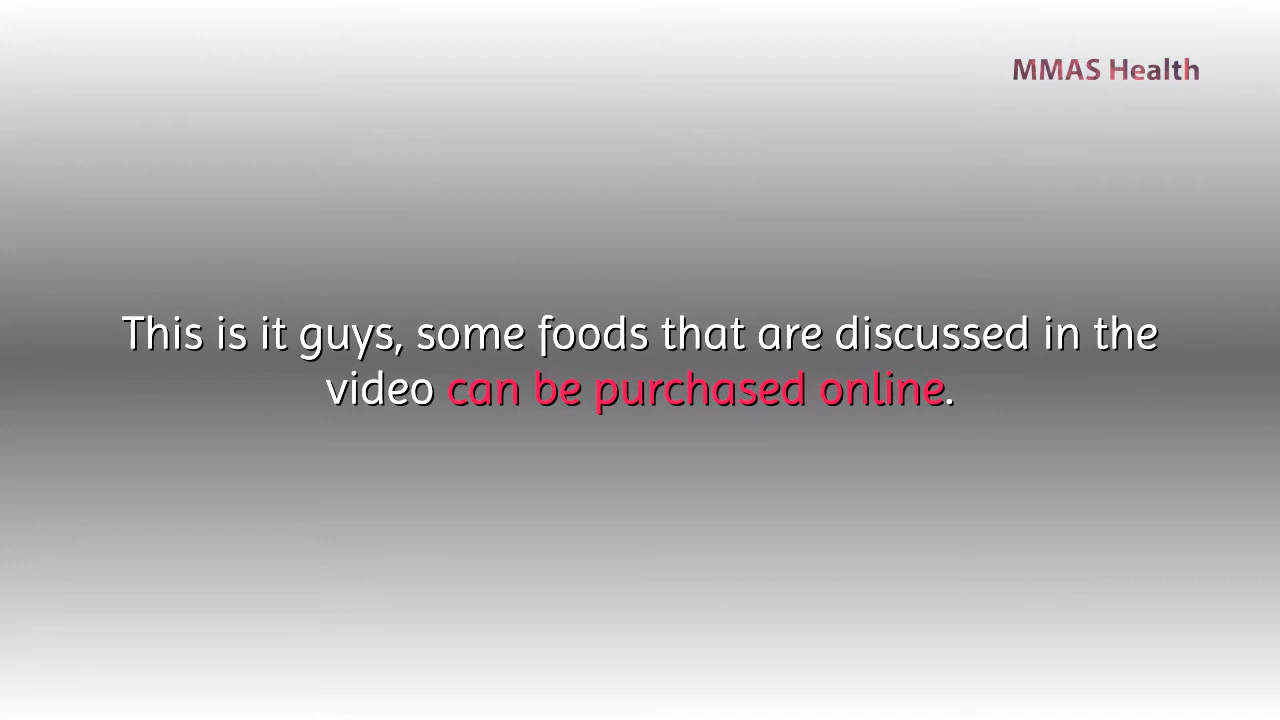 MMAS Health
This is it guys, some foods that are discussed in the
video can be purchased online.